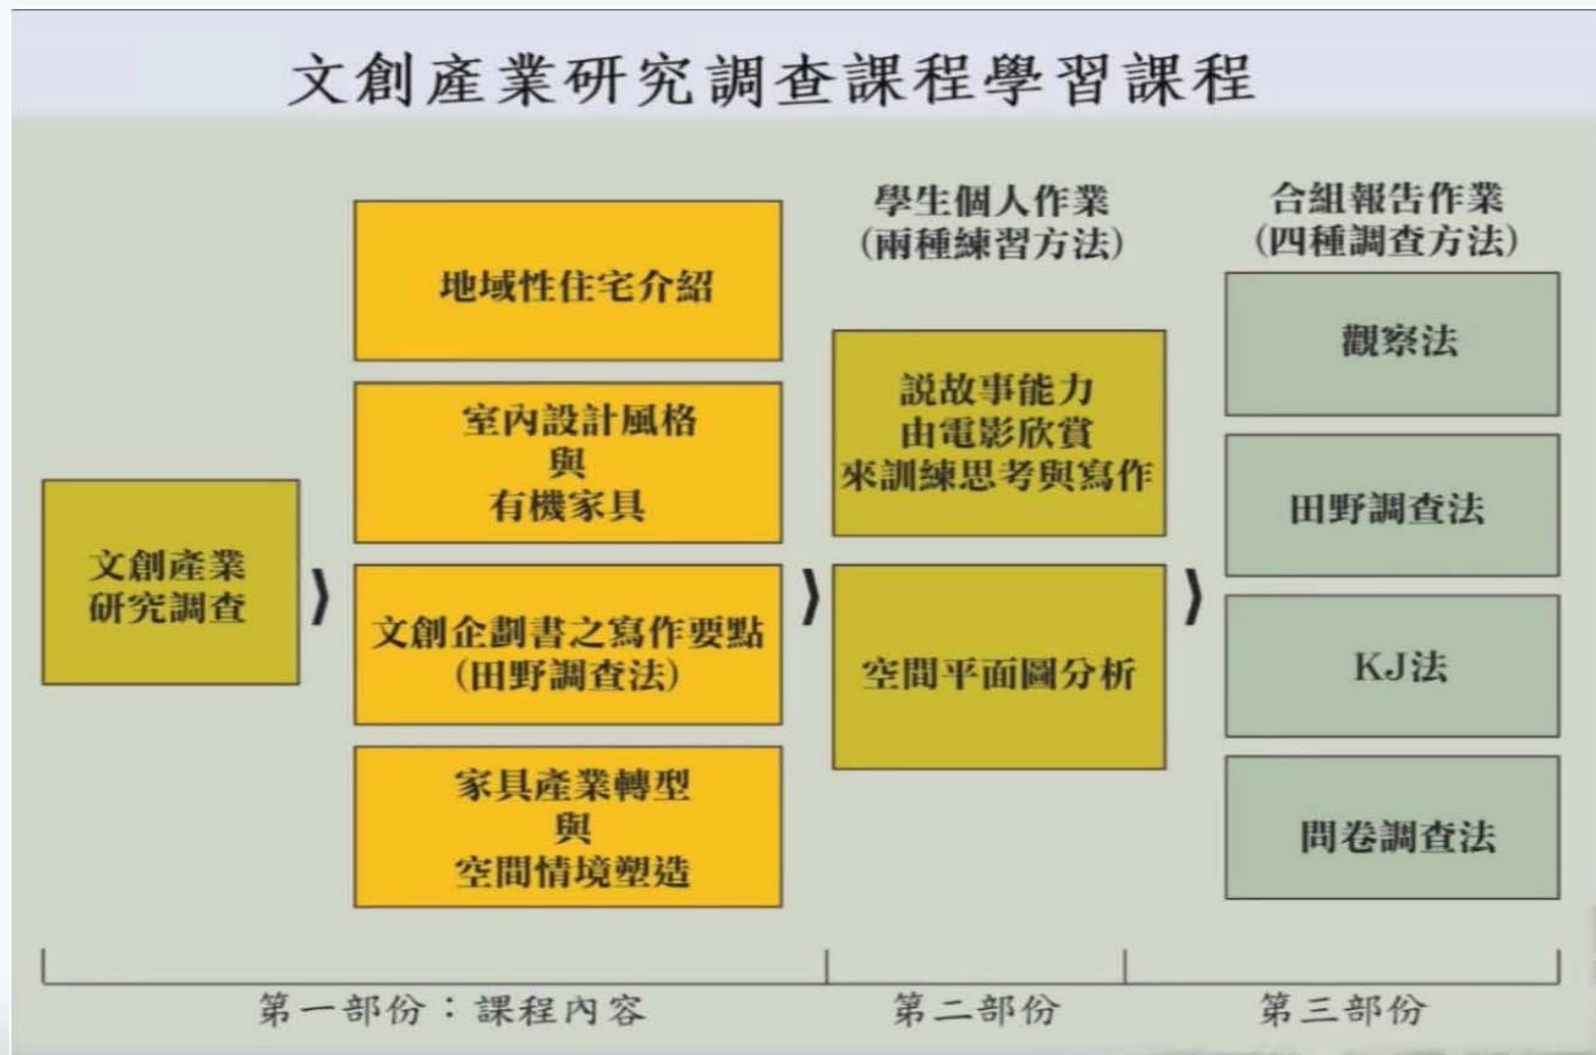 文創產業研究調查課程學習課程
文創產業
研究調查
地域性住宅介紹
室內設計風格
與
有機家具
文創企劃書之寫作要點
(田野調查法)
家具產業轉型
與
空間情境塑造
學生個人作業
(兩種練習方法)
説故事能力
由電影欣賞
來訓練思考與寫作
空間平面圖分析
合組報告作業
(四種調查方法)
觀察法
田野調查法
KJ法
問卷調查法
第一部份：課程內容
第二部份
第三部份